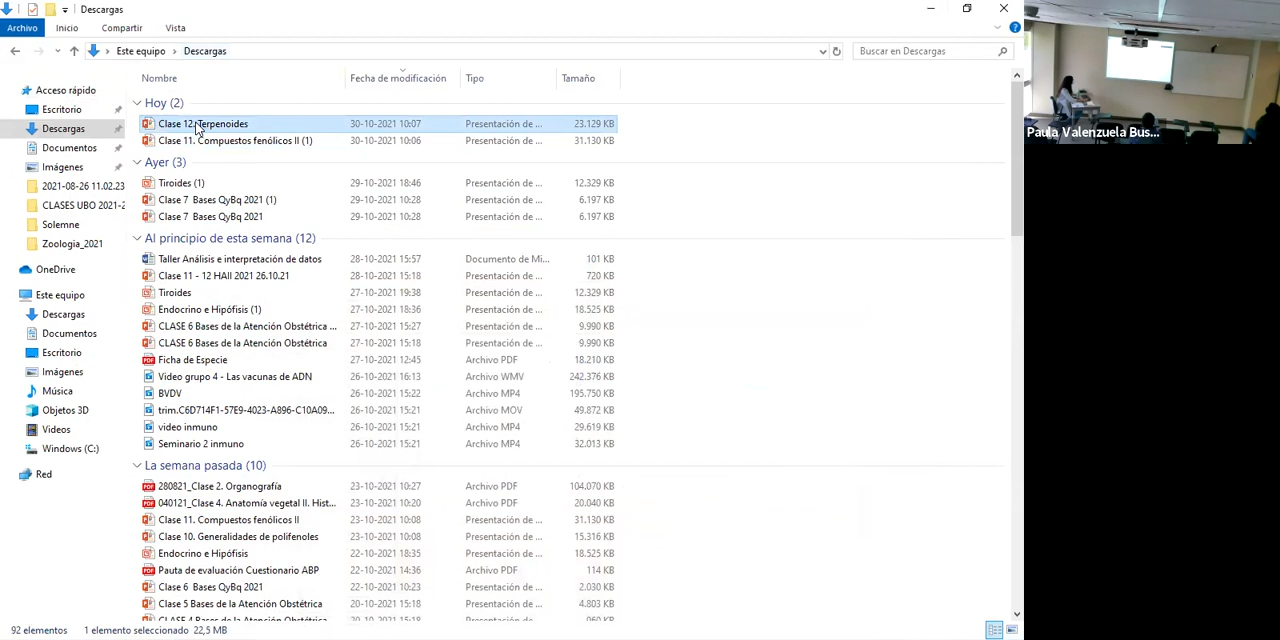 Descargas
Archivo Inicio Compartir Vista
Este equipo Descargas Buscar en Descargas
Nombre Fecha de modificación Tipo Tamaño
Acceso rápido
Escritorio
Descargas
Documentos
Imágenes
2021-08-26 11.02.23
CLASES UBO 2021-2
Solemne
Zoologia_2021
OneDrive
Este equipo
Descargas
Documentos
Escritorio
Imágenes
Música
Objetos 3D
Videos
Windows (C:)
Red
Hoy (2)
Clase 12. Terpenoides 30-10-2021 10:07 Presentación de ... 23.129 KB
Clase 11. Compuestos fenólicos II (1) 30-10-2021 10:06 Presentación de ... 31.130 KB
Ayer (3)
Tiroides (1) 29-10-2021 18:46 Presentación de ... 12.329 KB
Clase 7 Bases QyBq 2021 (1) 29-10-2021 10:28 Presentación de ... 6.197 KB
Clase 7 Bases QyBq 2021 29-10-2021 10:28 Presentación de ... 6.197 KB
Al principio de esta semana (12)
Taller Análisis e interpretación de datos 28-10-2021 15:57 Documento de Mi... 101 KB
Clase 11 - 12 HAII 2021 26.10.21 28-10-2021 15:18 Presentación de ... 720 KB
Tiroides 27-10-2021 19:38 Presentación de ... 12.329 KB
Endocrino e Hipófisis (1) 27-10-2021 18:36 Presentación de ... 18.525 KB
CLASE 6 Bases de la Atención Obstétrica ... 27-10-2021 15:27 Presentación de ... 9.990 KB
CLASE 6 Bases de la Atención Obstétrica 27-10-2021 15:18 Presentación de ... 9.990 KB
Ficha de Especie 27-10-2021 12:45 Archivo PDF 18.210 KB
Video grupo 4 - Las vacunas de ADN 26-10-2021 16:13 Archivo WMV 242.376 KB
BVDV 26-10-2021 15:22 Archivo MP4 195.750 KB
trim.C6D714F1-57E9-4023-A896-C10A09... 26-10-2021 15:21 Archivo MOV 49.872 KB
video inmuno 26-10-2021 15:21 Archivo MP4 29.619 KB
Seminario 2 inmuno 26-10-2021 15:21 Archivo MP4 32.013 KB
La semana pasada (10)
280821_Clase 2. Organografía 23-10-2021 10:27 Archivo PDF 104.070 KB
040121_Clase 4. Anatomía vegetal II. Hist... 23-10-2021 10:20 Archivo PDF 20.040 KB
Clase 11. Compuestos fenólicos II 23-10-2021 10:08 Presentación de ... 31.130 KB
Clase 10. Generalidades de polifenoles 23-10-2021 10:08 Presentación de ... 15.316 KB
Endocrino e Hipófisis 22-10-2021 18:35 Presentación de ... 18.525 KB
Pauta de evaluación Cuestionario ABP 22-10-2021 14:36 Archivo PDF 114 KB
Clase 6 Bases QyBq 2021 22-10-2021 10:23 Presentación de ... 2.030 KB
Clase 5 Bases de la Atención Obstétrica 20-10-2021 15:18 Presentación de ... 4.803 KB
CLASE 4 Bases de la Atención Obstétrica 20-10-2021 15:18 Presentación de ... 960 KB
92 elementos 1 elemento seleccionado 22,5 MB
Paula Valenzuela Bus...